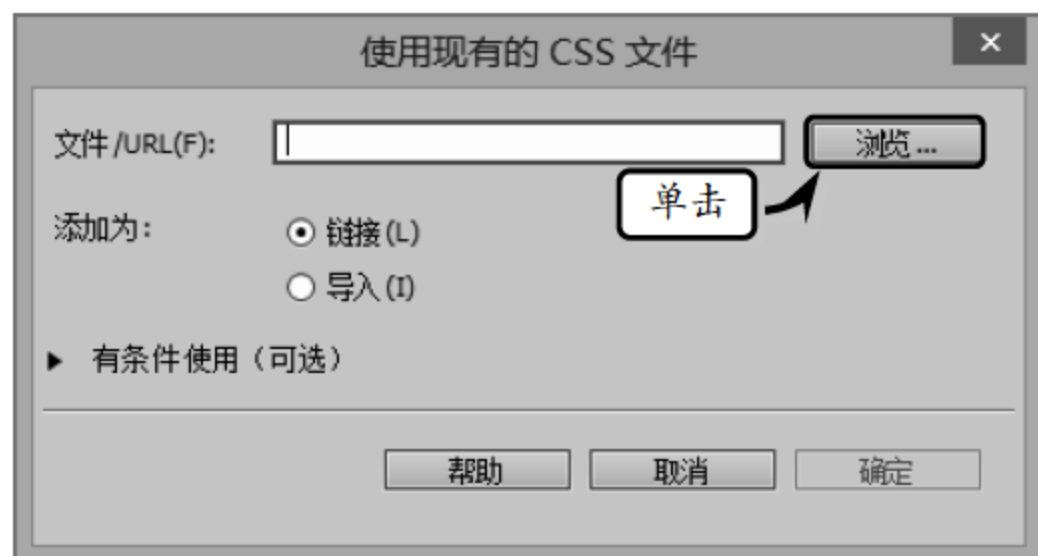 使用现有的 CSS 文件
×
文件/URL(F):
浏览...
单击
添加为:
链接(L)
导入(I)
有条件使用(可选)
帮助 取消 确定